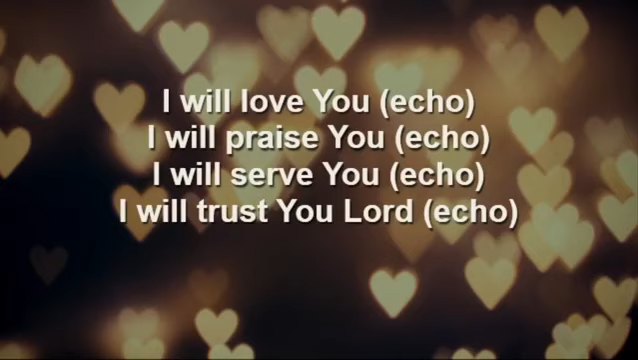 I will love You (echo)
I will praise You (echo)
I will serve You (echo)
I will trust You Lord (echo)